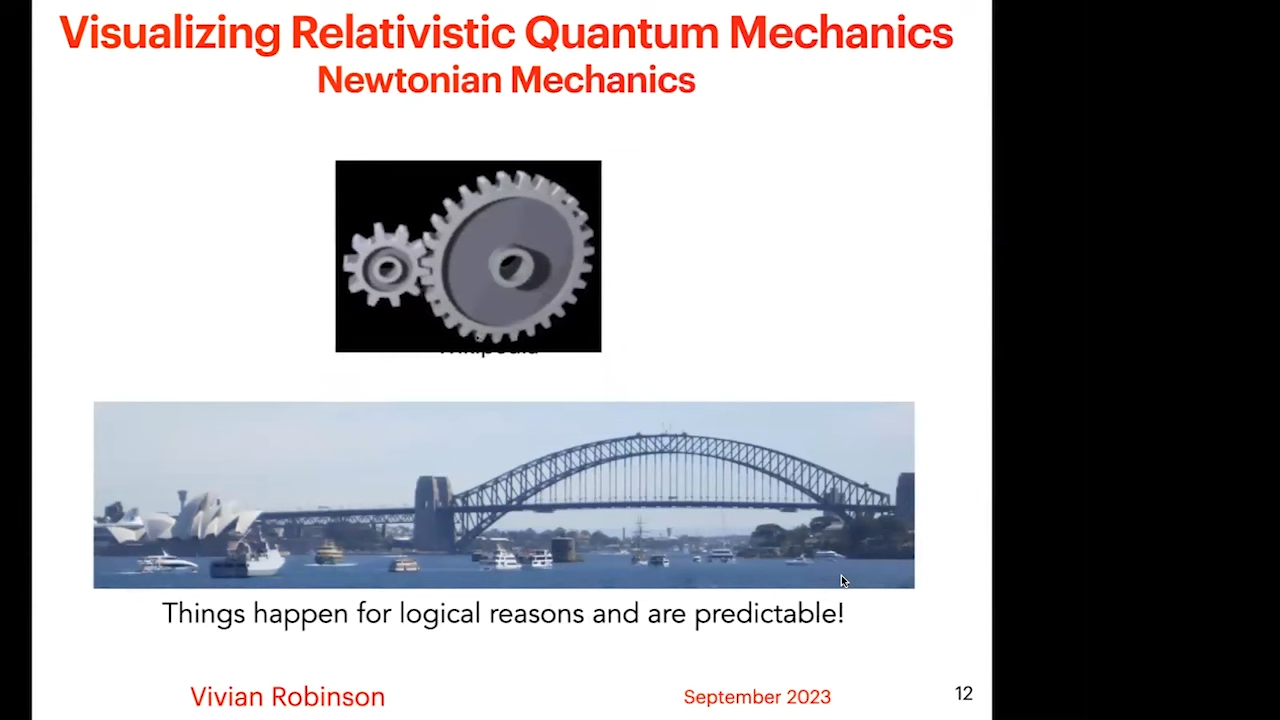 Visualizing Relativistic Quantum Mechanics
Newtonian Mechanics
Things happen for logical reasons and are predictable!
Vivian Robinson
September 2023
12